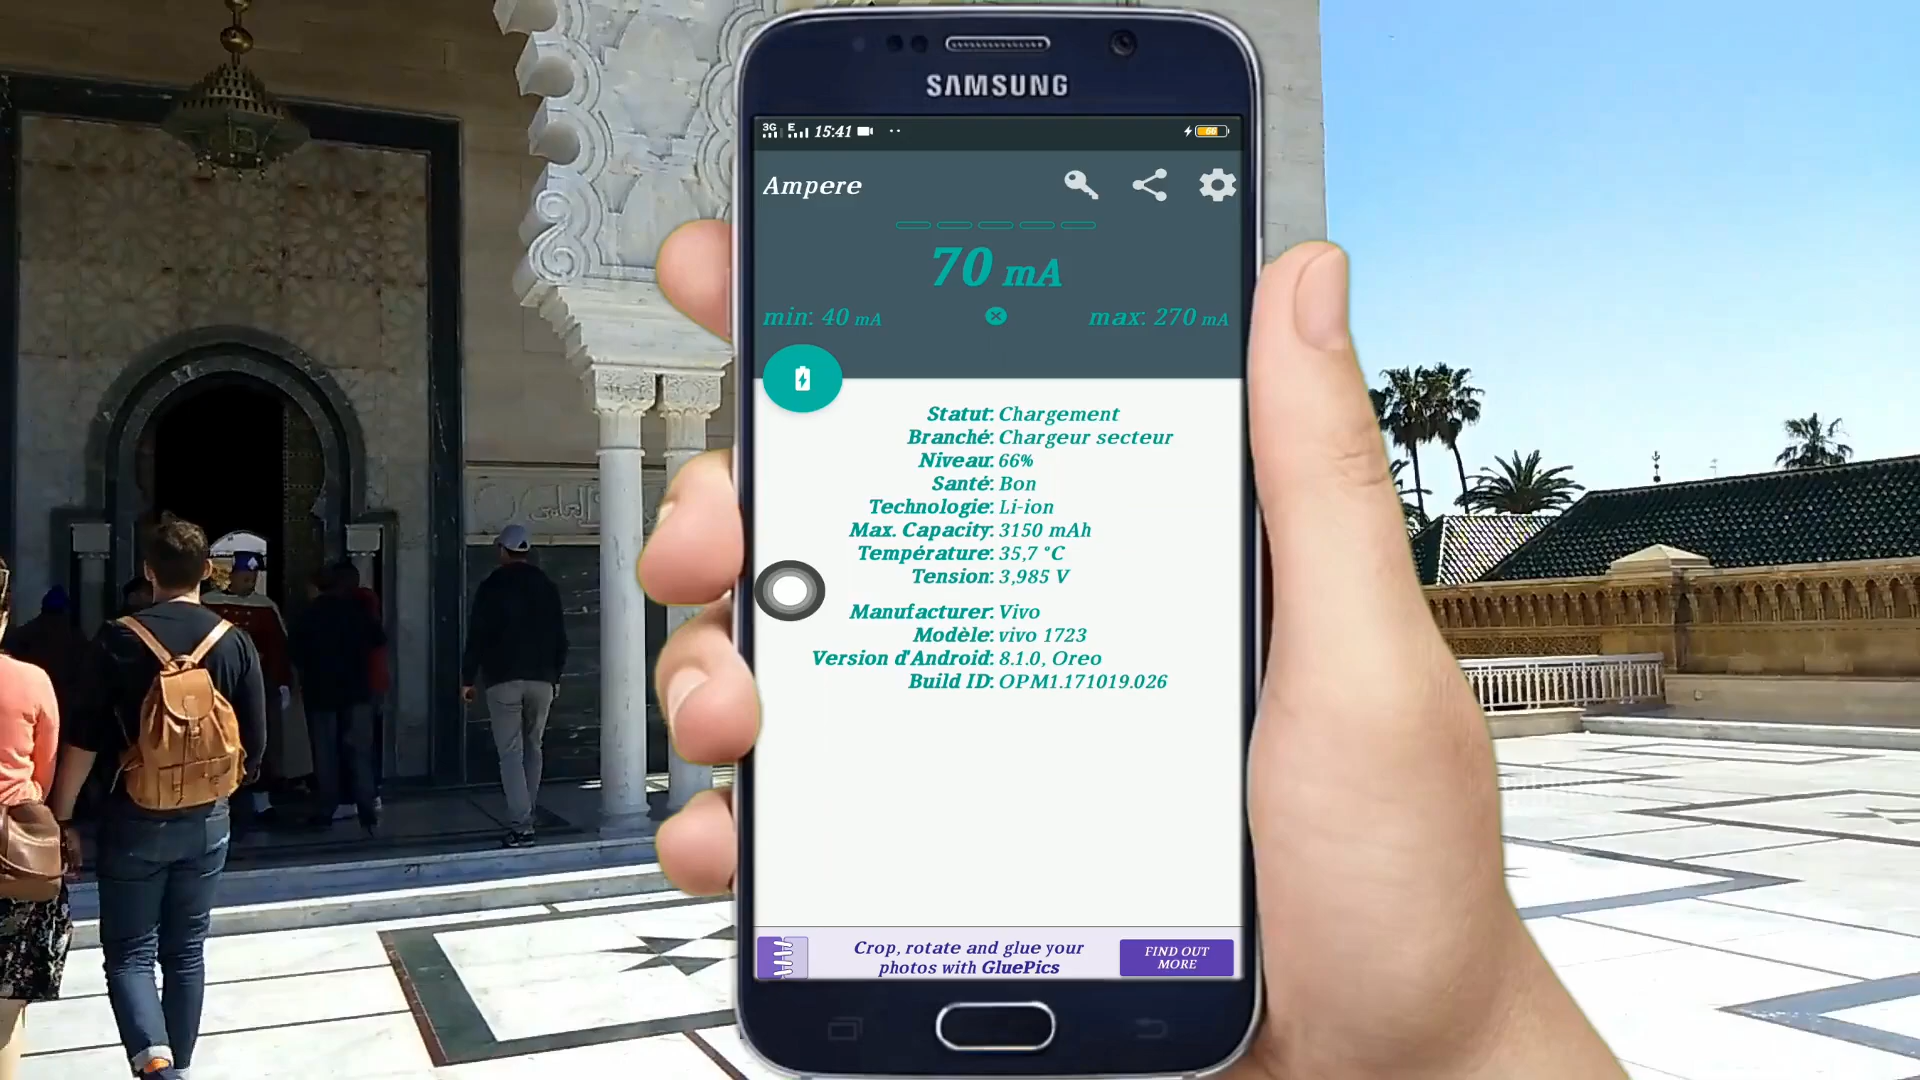 SAMSUNG
3G E 15:41 66
Ampere
70 mA
min: 40 mA max: 270 mA
Statut: Chargement
Branché: Chargeur secteur
Niveau: 66%
Santé: Bon
Technologie: Li-ion
Max. Capacity: 3150 mAh
Température: 35,7 °C
Tension: 3,985 V
Manufacturer: Vivo
Modèle: vivo 1723
Version d'Android: 8.1.0, Oreo
Build ID: OPM1.171019.026
Crop, rotate and glue your
photos with GluePics
FIND OUT
MORE